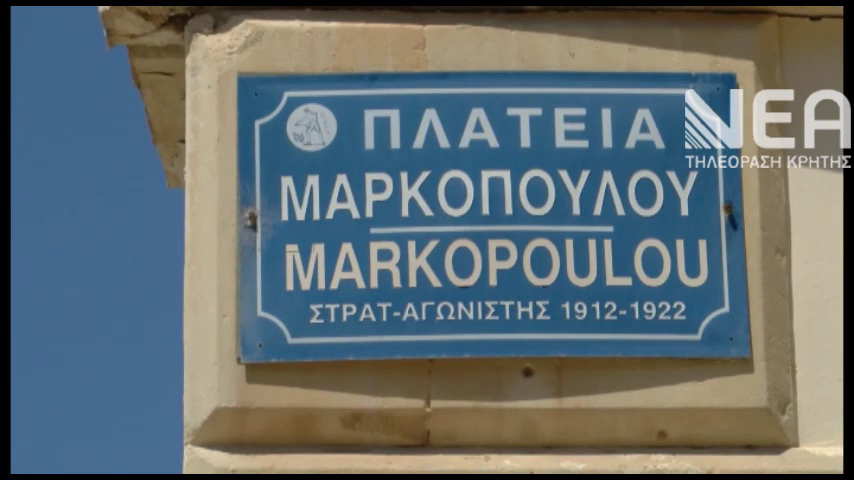 ΠΛΑΤΕΙΑ
ΜΑΡΚΟΠΟΥΛΟΥ
MARKOPOULOU
ΣΤΡΑΤ-ΑΓΩΝΙΣΤΗΣ 1912-1922
ΝΕΑ
ΤΗΛΕΟΡΑΣΗ ΚΡΗΤΗΣ